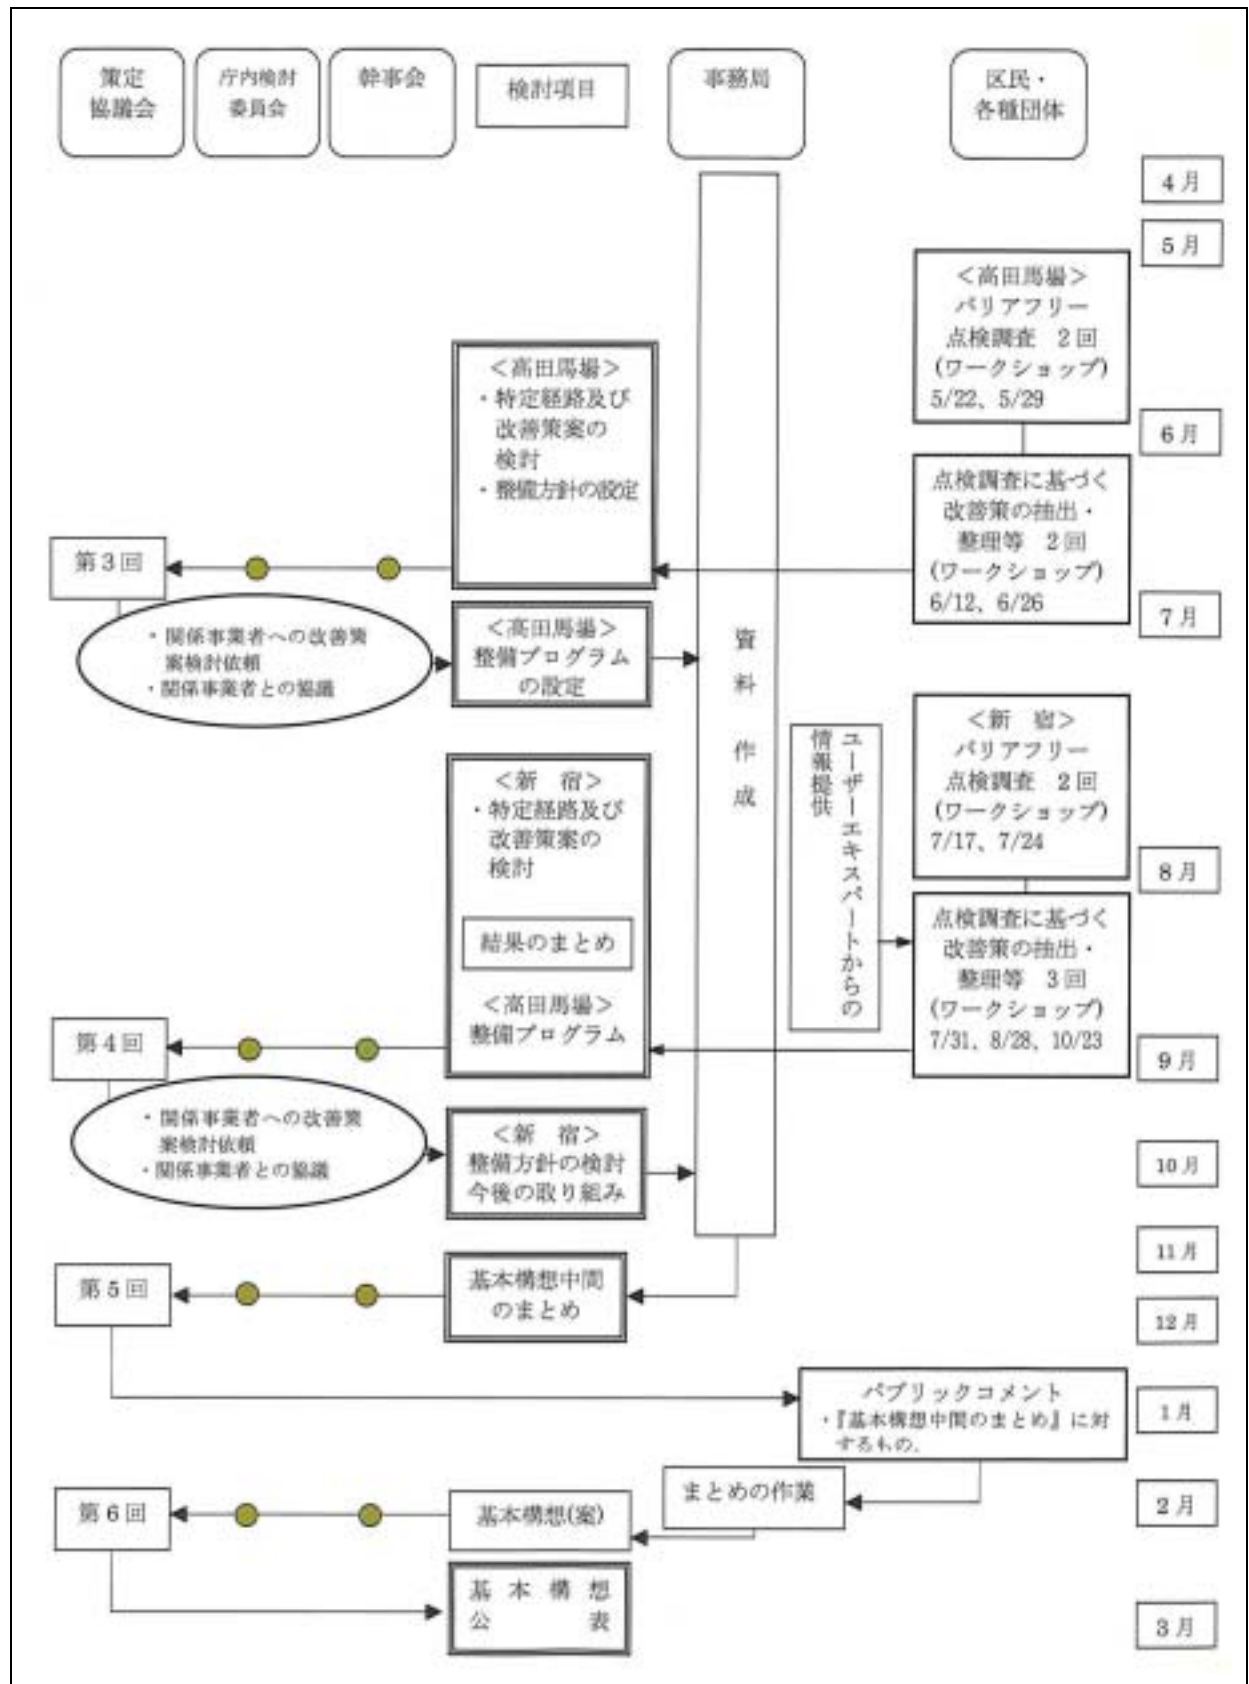 策定
協議会
庁内検討
委員会
幹事会
検討項目
事務局
区民・
各種団体
4月
5月
＜高田馬場＞
バリアフリー
点検調査　2回
(ワークショップ)
5/22、5/29
6月
＜高田馬場＞
・特定経路及び
改善策案の
検討
・整備方針の設定
点検調査に基づく
改善策の抽出・
整理等　2回
(ワークショップ)
6/12、6/26
第3回
7月
・関係事業者への改善策
案検討依頼
・関係事業者との協議
＜高田馬場＞
整備プログラム
の設定
資料作成
＜新　宿＞
バリアフリー
点検調査　2回
(ワークショップ)
7/17、7/24
ユーザーエキスパートからの
情報提供
＜新　宿＞
・特定経路及び
改善策案の
検討
結果のまとめ
＜高田馬場＞
整備プログラム
8月
点検調査に基づく
改善策の抽出・
整理等　3回
(ワークショップ)
7/31、8/28、10/23
第4回
9月
・関係事業者への改善策
案検討依頼
・関係事業者との協議
＜新　宿＞
整備方針の検討
今後の取り組み
10月
11月
第5回
基本構想中間
のまとめ
12月
パブリックコメント
・『基本構想中間のまとめ』に対
するもの．
1月
まとめの作業
第6回
基本構想(案)
2月
基本構想
公表
3月